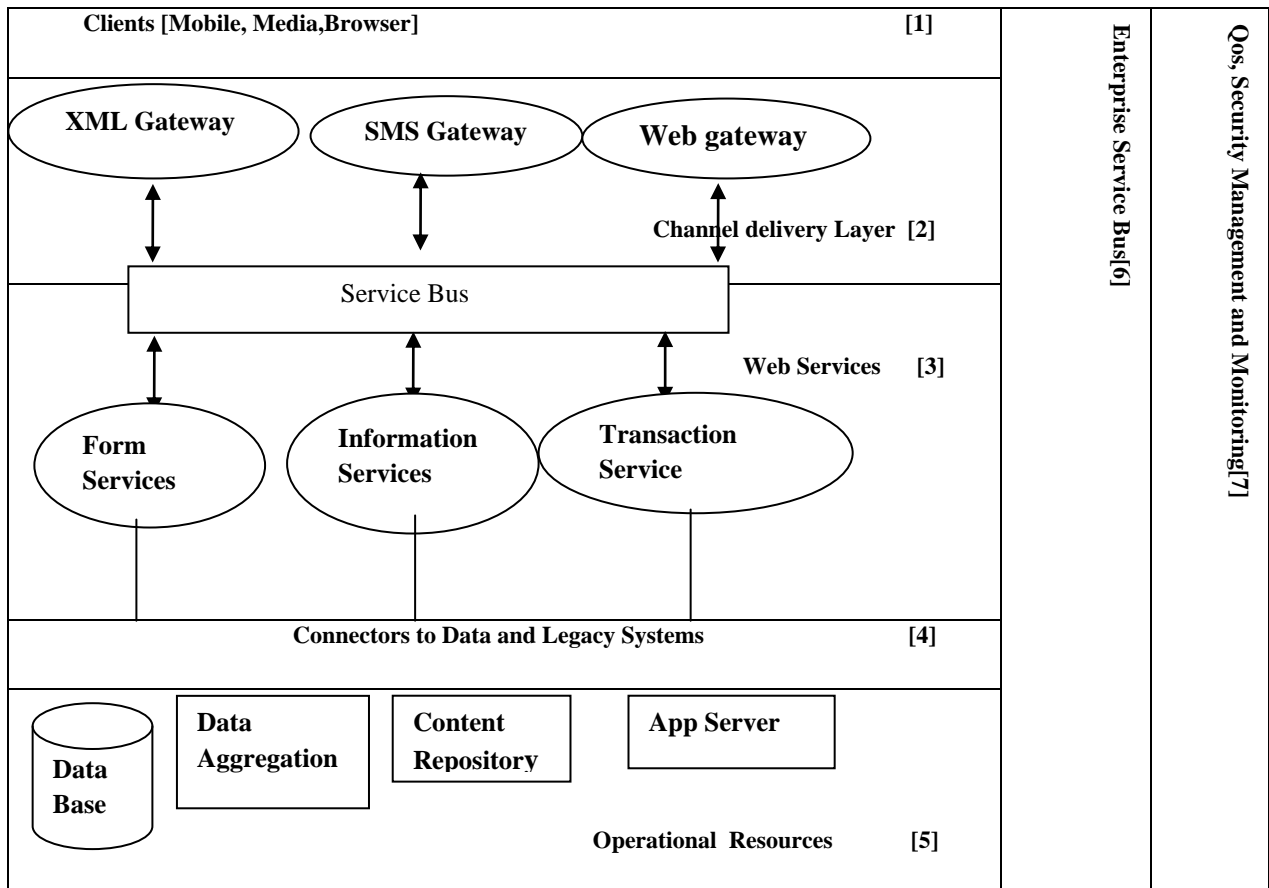 Clients [Mobile, Media,Browser] [1]
XML Gateway
SMS Gateway
Web gateway
Channel delivery Layer [2]
Service Bus
Web Services [3]
Form
Services
Information
Services
Transaction
Service
Connectors to Data and Legacy Systems [4]
Data
Base
Data
Aggregation
Content
Repository
App Server
Operational Resources [5]
Enterprise Service Bus[6]
Qos, Security Management and Monitoring[7]